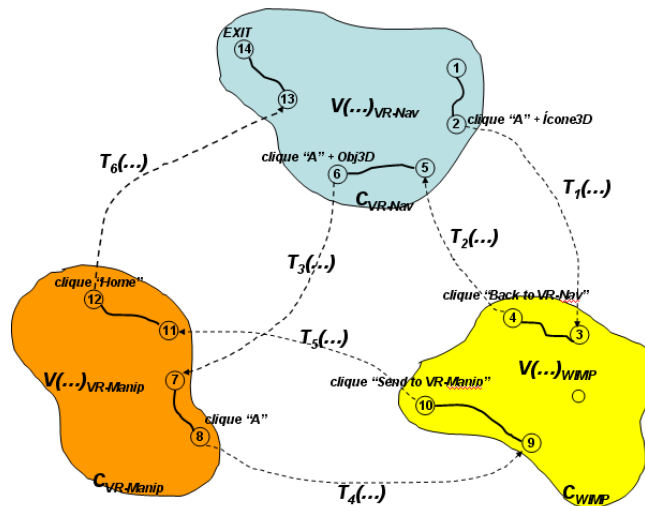 EXIT
14
1
13
V(...)VR-Nav
2
clique “A” + Ícone3D
clique “A” + Obj3D
6
5
T6(...)
CVR-Nav
T1(...)
T2(...)
T3(...)
clique “Home”
12
clique “Back to VR-Nav”
4
3
11
T5(...)
V(...)WIMP
7
V(...)VR-Manip
clique “Send to VR-Manip”
10
clique “A”
8
9
CVR-Manip
T4(...)
CWIMP